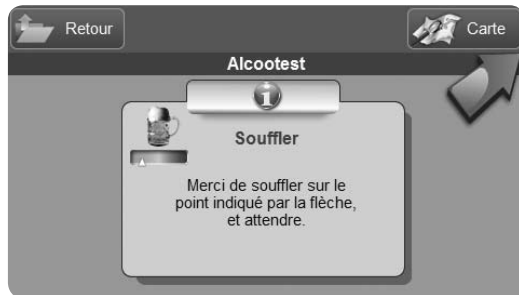 Retour
Carte
Alcootest
Souffler
Merci de souffler sur le
point indiqué par la flèche,
et attendre.